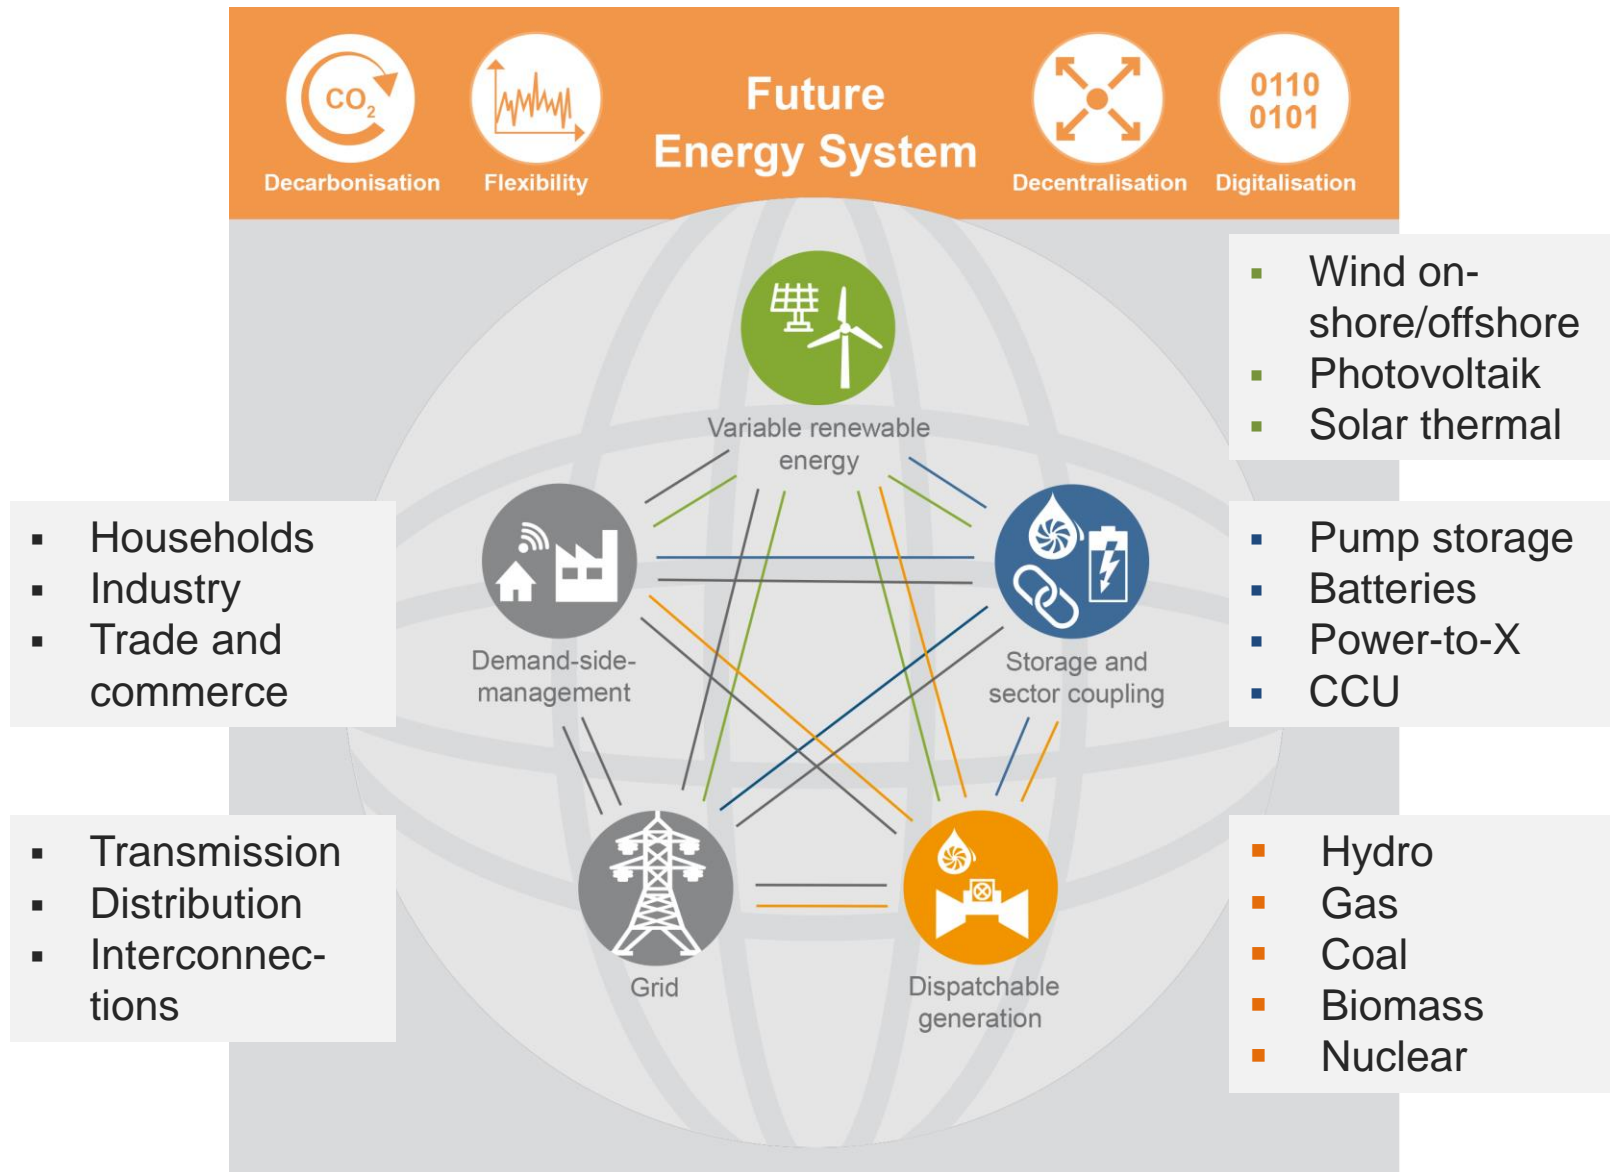 CO2
Decarbonisation
Flexibility
Future
Energy System
Decentralisation
0110
0101
Digitalisation
Variable renewable
energy
Wind on-
shore/offshore
Photovoltaik
Solar thermal
Households
Industry
Trade and
commerce
Demand-side-
management
Storage and
sector coupling
Pump storage
Batteries
Power-to-X
CCU
Transmission
Distribution
Interconnec-
tions
Grid
Dispatchable
generation
Hydro
Gas
Coal
Biomass
Nuclear